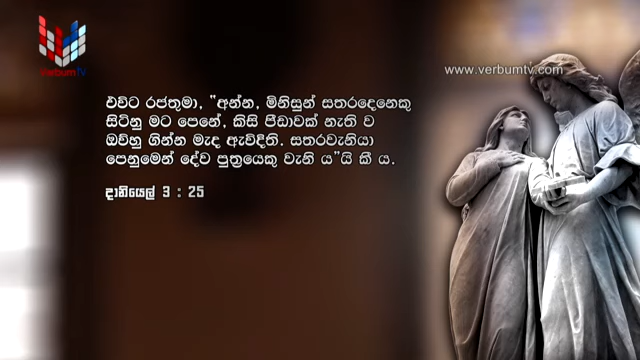 VerbumTV
www.verbumtv.com
එවිට රජතුමා, "අන්න, මිනිසුන් සතරදෙනෙකු
සිටිනු මට පෙනේ, කිසි පීඩාවක් නැති ව
ඔව්හු ගින්න මැද ඇවිදිති. සතරවැනියා
පෙනුමෙන් දේව පුත්‍රයෙකු වැනි ය"යි කී ය.
දානියෙල් 3 : 25